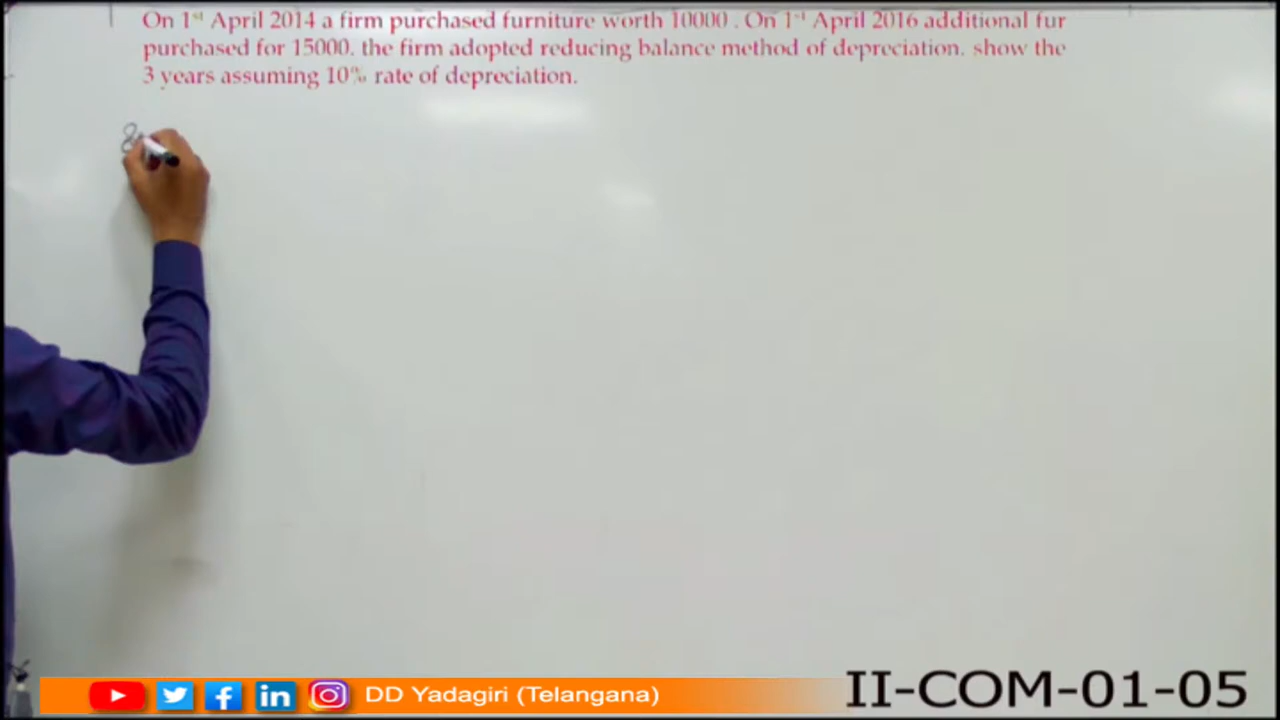 On 1st April 2014 a firm purchased furniture worth 10000 . On 1st April 2016 additional fur
purchased for 15000. the firm adopted reducing balance method of depreciation. show the
3 years assuming 10% rate of depreciation.
8
DD Yadagiri (Telangana)
II-COM-01-05